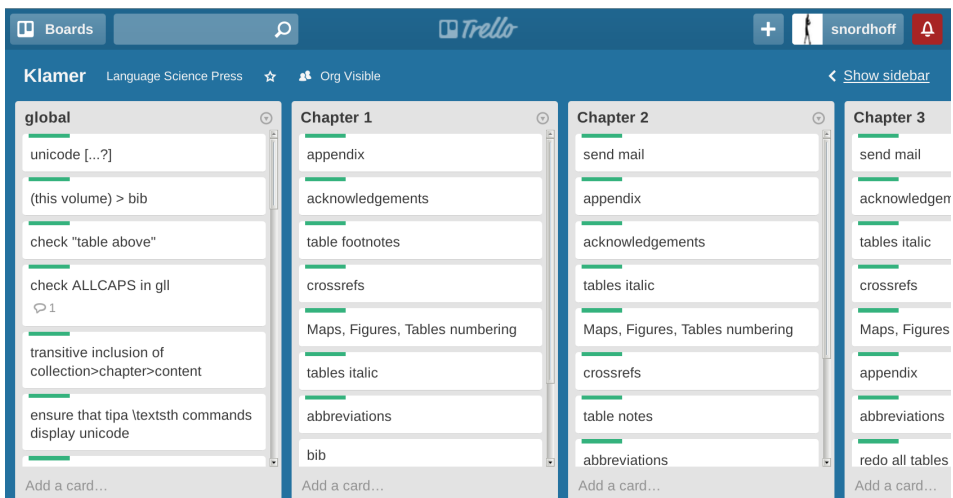 Boards
Trello
snordhoff
Klamer
Language Science Press
Org Visible
Show sidebar
global
unicode [...?]
(this volume) > bib
check "table above"
check ALLCAPS in gll
1
transitive inclusion of
collection>chapter>content
ensure that tipa \textsth commands
display unicode
Add a card…
Chapter 1
appendix
acknowledgements
table footnotes
crossrefs
Maps, Figures, Tables numbering
tables italic
abbreviations
bib
Add a card…
Chapter 2
send mail
appendix
acknowledgements
tables italic
Maps, Figures, Tables numbering
crossrefs
table notes
abbreviations
Add a card…
Chapter 3
send mail
acknowledgem
tables italic
crossrefs
Maps, Figures
appendix
abbreviations
redo all tables
Add a card…